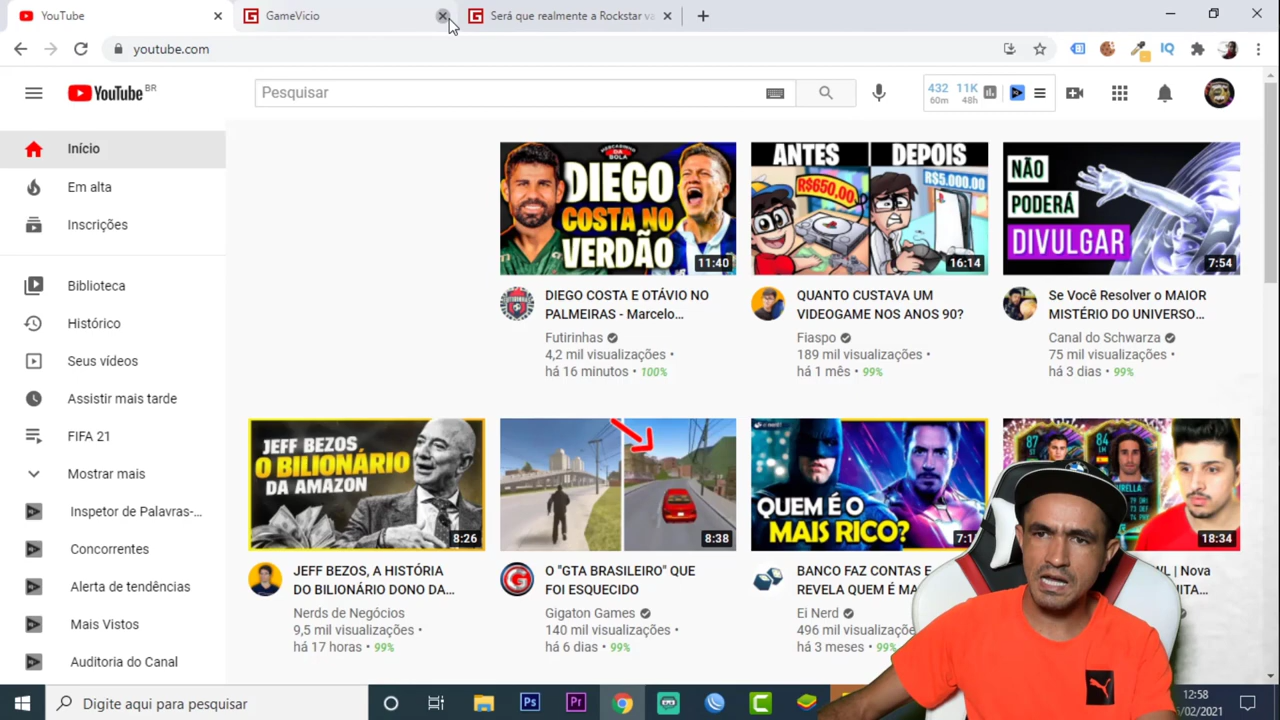 YouTube
GameVicio
Será que realmente a Rockstar va
youtube.com
IQ
YouTube BR
Pesquisar
432 11K
60m 48h
Início
Em alta
Inscrições
Biblioteca
Histórico
Seus vídeos
Assistir mais tarde
FIFA 21
Mostrar mais
Inspetor de Palavras-...
Concorrentes
Alerta de tendências
Mais Vistos
Auditoria do Canal
DIEGO
COSTA NO
VERDÃO
11:40
DIEGO COSTA E OTÁVIO NO
PALMEIRAS - Marcelo...
Futirinhas
4,2 mil visualizações •
há 16 minutos • 100%
ANTES DEPOIS
R$650,00
R$5.000.00
16:14
QUANTO CUSTAVA UM
VIDEOGAME NOS ANOS 90?
Fiaspo
189 mil visualizações •
há 1 mês • 99%
NÃO
PODERÁ
DIVULGAR
7:54
Se Você Resolver o MAIOR
MISTÉRIO DO UNIVERSO...
Canal do Schwarza
75 mil visualizações •
há 3 dias • 99%
JEFF BEZOS
O BILIONÁRIO
DA AMAZON
8:26
JEFF BEZOS, A HISTÓRIA
DO BILIONÁRIO DONO DA...
Nerds de Negócios
9,5 mil visualizações •
há 17 horas • 99%
8:38
O "GTA BRASILEIRO" QUE
FOI ESQUECIDO
Gigaton Games
140 mil visualizações •
há 6 dias • 99%
QUEM É O
MAIS RICO?
BANCO FAZ CONTAS E
REVELA QUEM É
Ei Nerd
496 mil visualizações
há 3 meses • 99%
87 84
18:34
| Nova
Digite aqui para pesquisar
Ps
Pr
PUMA
12:58
/02/2021